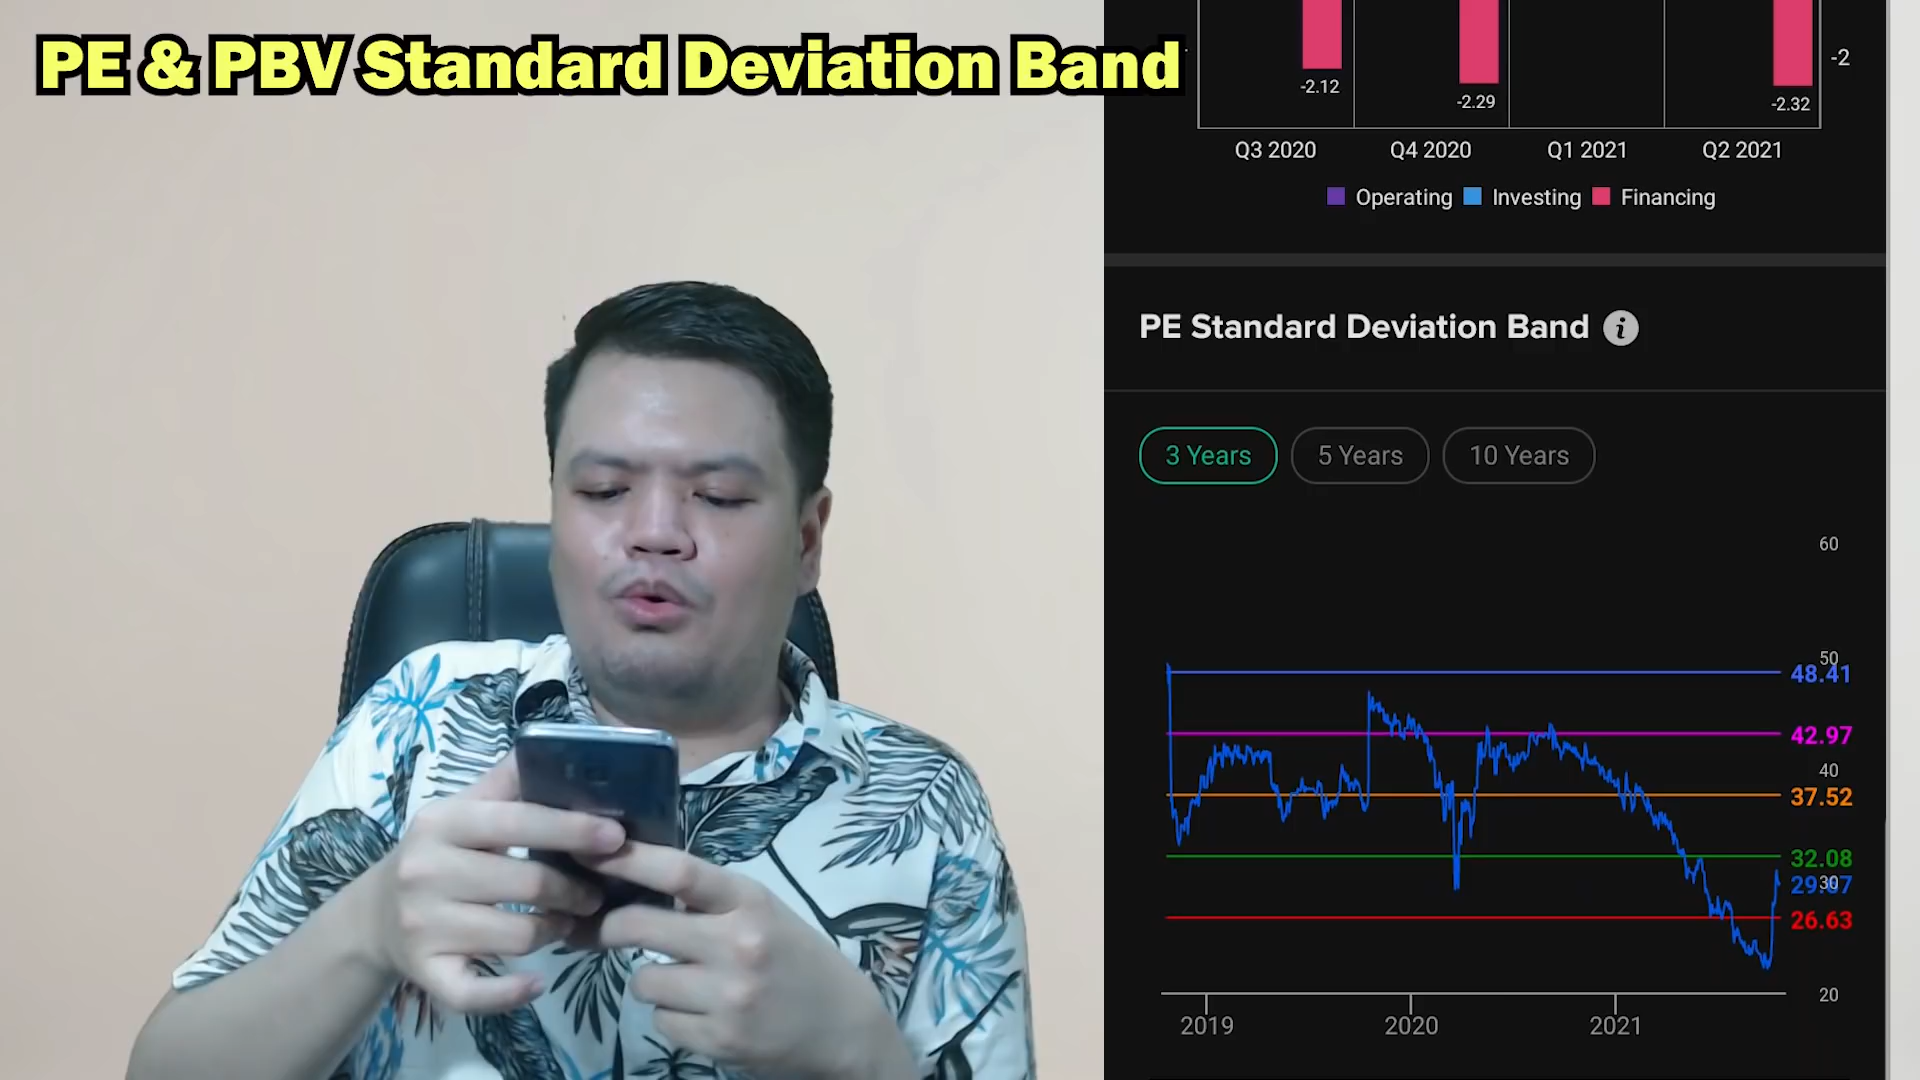 PE & PBV Standard Deviation Band
-2
-2.12
-2.29
-2.32
Q3 2020 Q4 2020 Q1 2021 Q2 2021
Operating Investing Financing
PE Standard Deviation Band
3 Years 5 Years 10 Years
60
50
48.41
42.97
40
37.52
32.08
30
26.63
20
2019 2020 2021